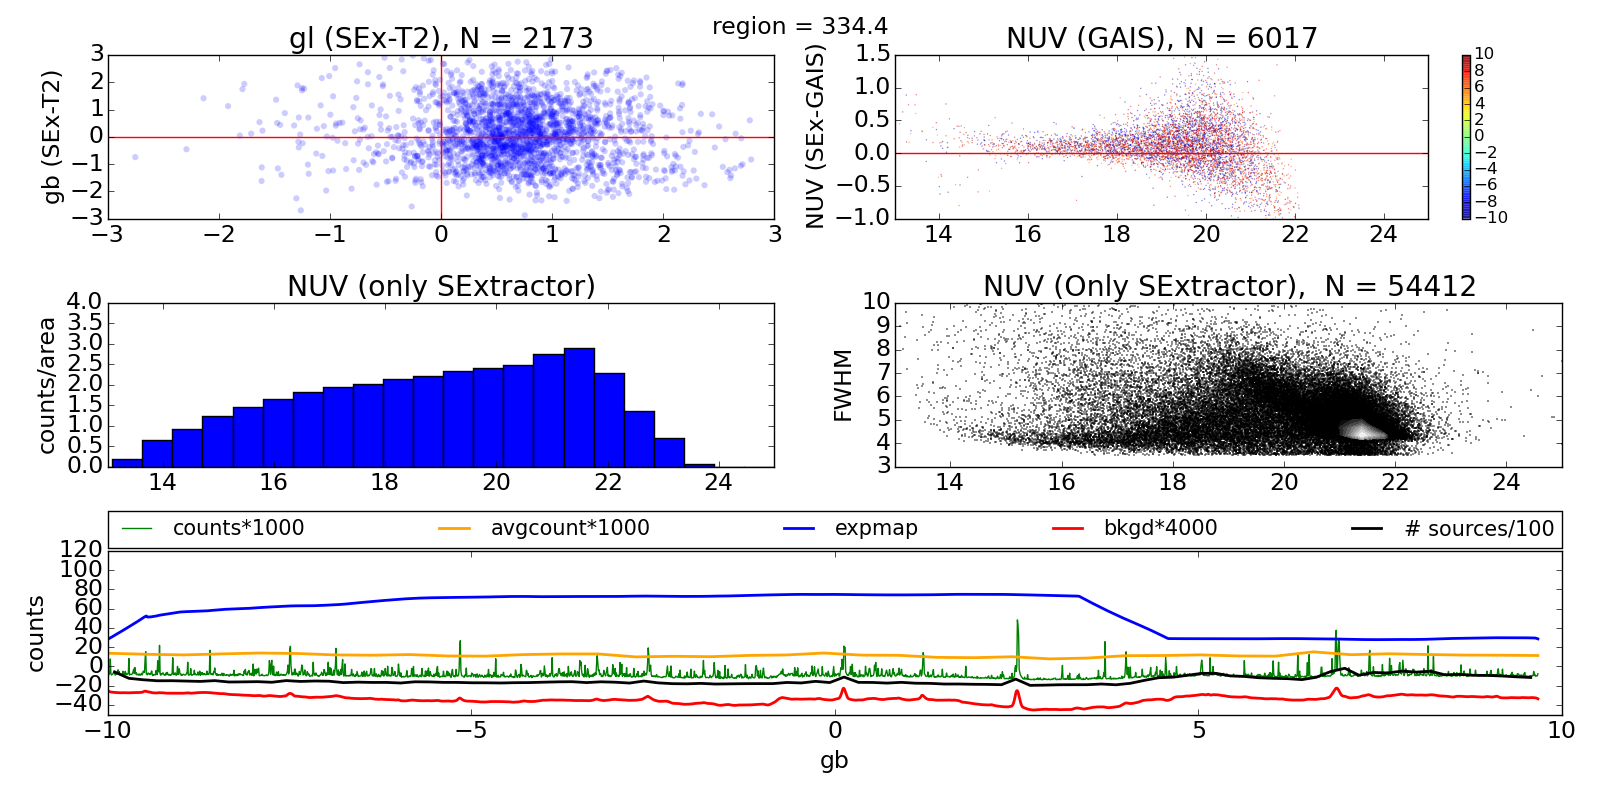 region = 334.4
gl (SEx-T2), N = 2173
gb (SEx-T2)
3
2
1
0
−1
−2
−3
−3 −2 −1 0 1 2 3
NUV (GAIS), N = 6017
NUV (SEx-GAIS)
1.5
1.0
0.5
0.0
−0.5
−1.0
14 16 18 20 22 24
10
8
6
4
2
0
−2
−4
−6
−8
−10
NUV (only SExtractor)
counts/area
4.0
3.5
3.0
2.5
2.0
1.5
1.0
0.5
0.0
14 16 18 20 22 24
NUV (Only SExtractor), N = 54412
FWHM
10
9
8
7
6
5
4
3
14 16 18 20 22 24
counts*1000 avgcount*1000 expmap bkgd*4000 # sources/100
counts
120
100
80
60
40
20
0
−20
−40
−10 −5 0 5 10
gb